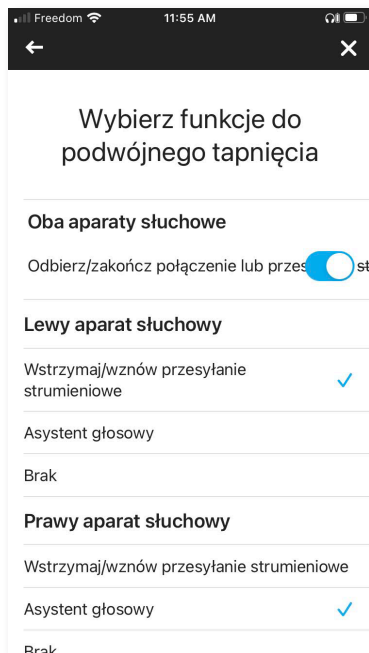 Freedom 11:55 AM
Wybierz funkcje do
podwójnego tapnięcia
Oba aparaty słuchowe
Odbierz/zakończ połączenie lub
Lewy aparat słuchowy
Wstrzymaj/wznów przesyłanie
strumieniowe
Asystent głosowy
Brak
Prawy aparat słuchowy
Wstrzymaj/wznów przesyłanie strumieniowe
Asystent głosowy
Brak